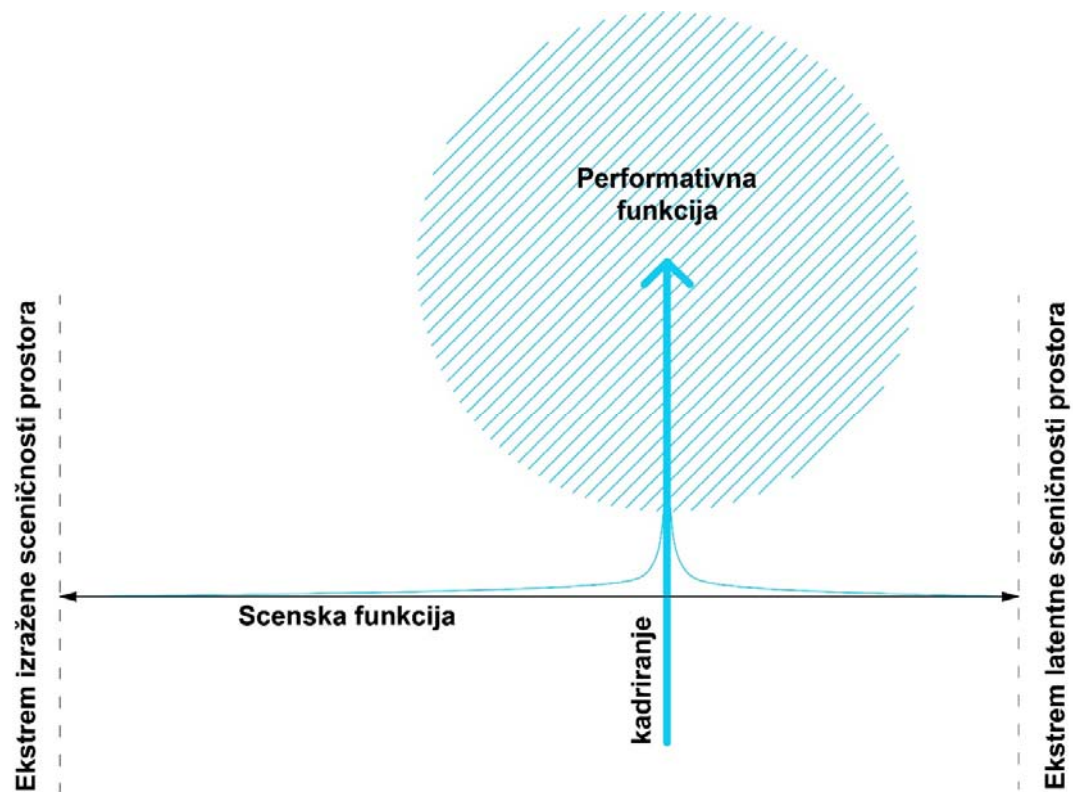 Performativna
funkcija
Ekstrem izražene sceničnosti prostora
Scenska funkcija
kadriranje
Ekstrem latentne sceničnosti prostora